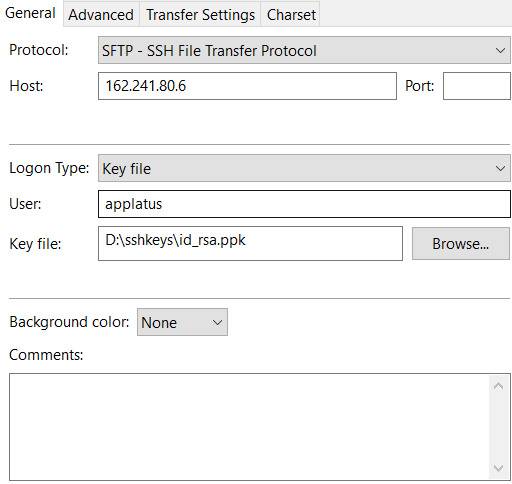 General Advanced Transfer Settings Charset
Protocol: SFTP - SSH File Transfer Protocol
Host: 162.241.80.6 Port:
Logon Type: Key file
User: applatus
Key file: D:\sshkeys\id_rsa.ppk Browse...
Background color: None
Comments: